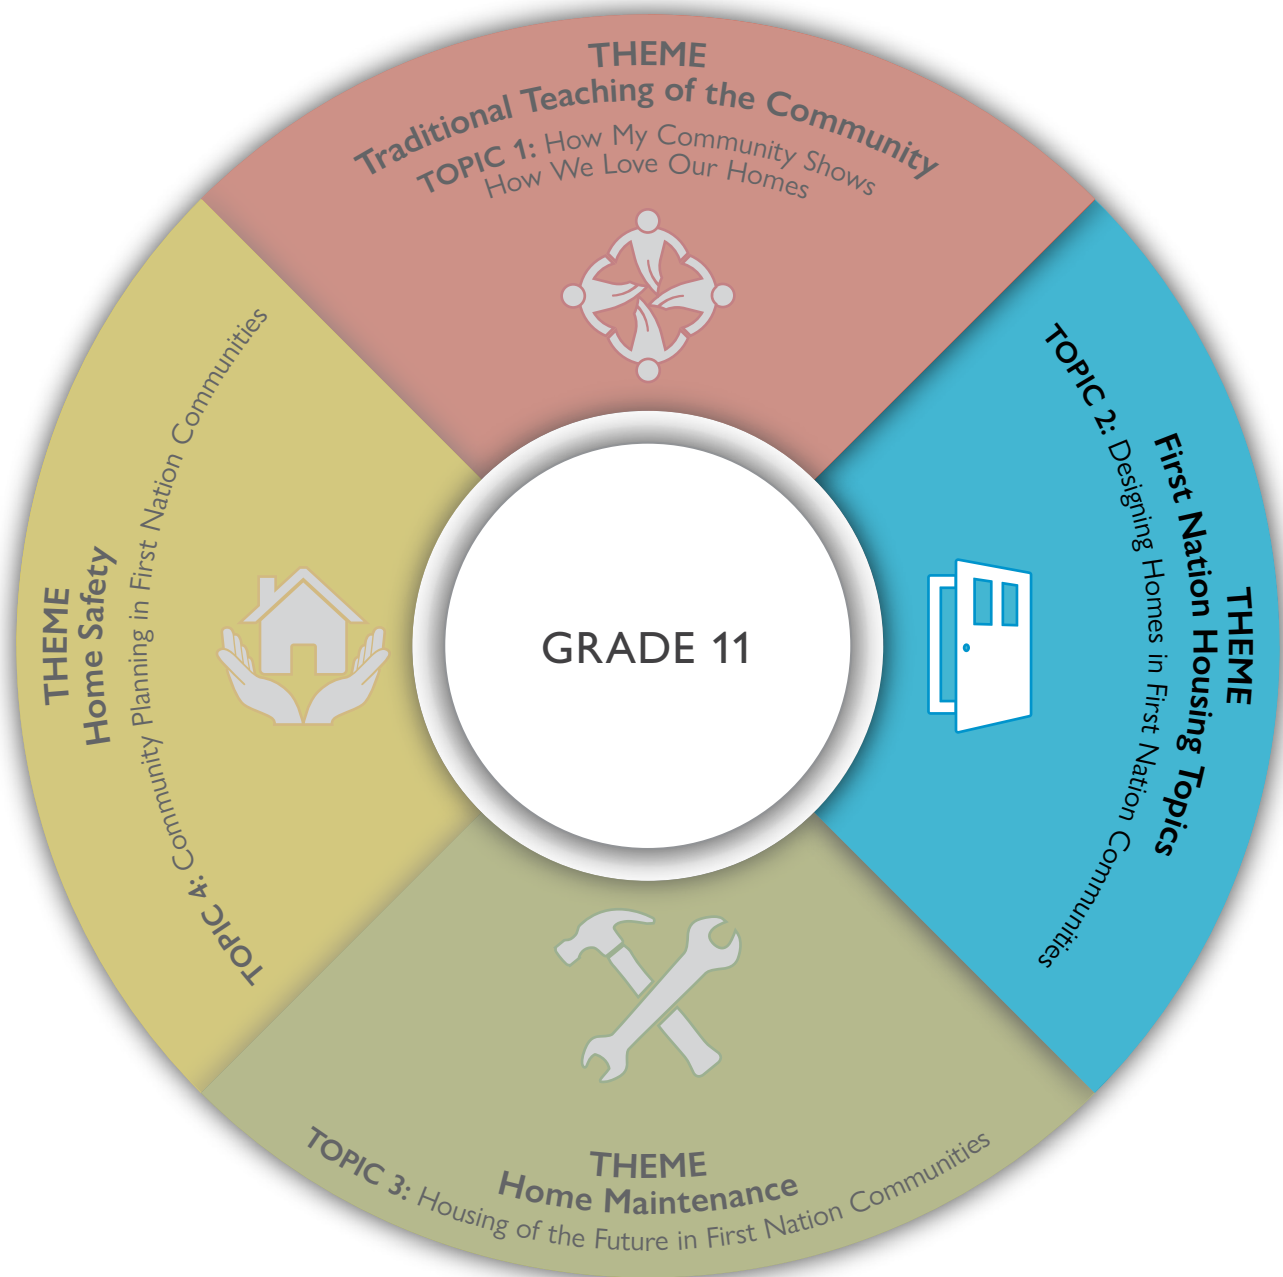 THEME
Traditional Teaching of the Community
TOPIC 1: How My Community Shows
How We Love Our Homes
THEME
First Nation Housing Topics
TOPIC 2: Designing Homes in First Nation Communities
GRADE 11
THEME
Home Maintenance
TOPIC 3: Housing of the Future in First Nation Communities
THEME
Home Safety
TOPIC 4: Community Planning in First Nation Communities